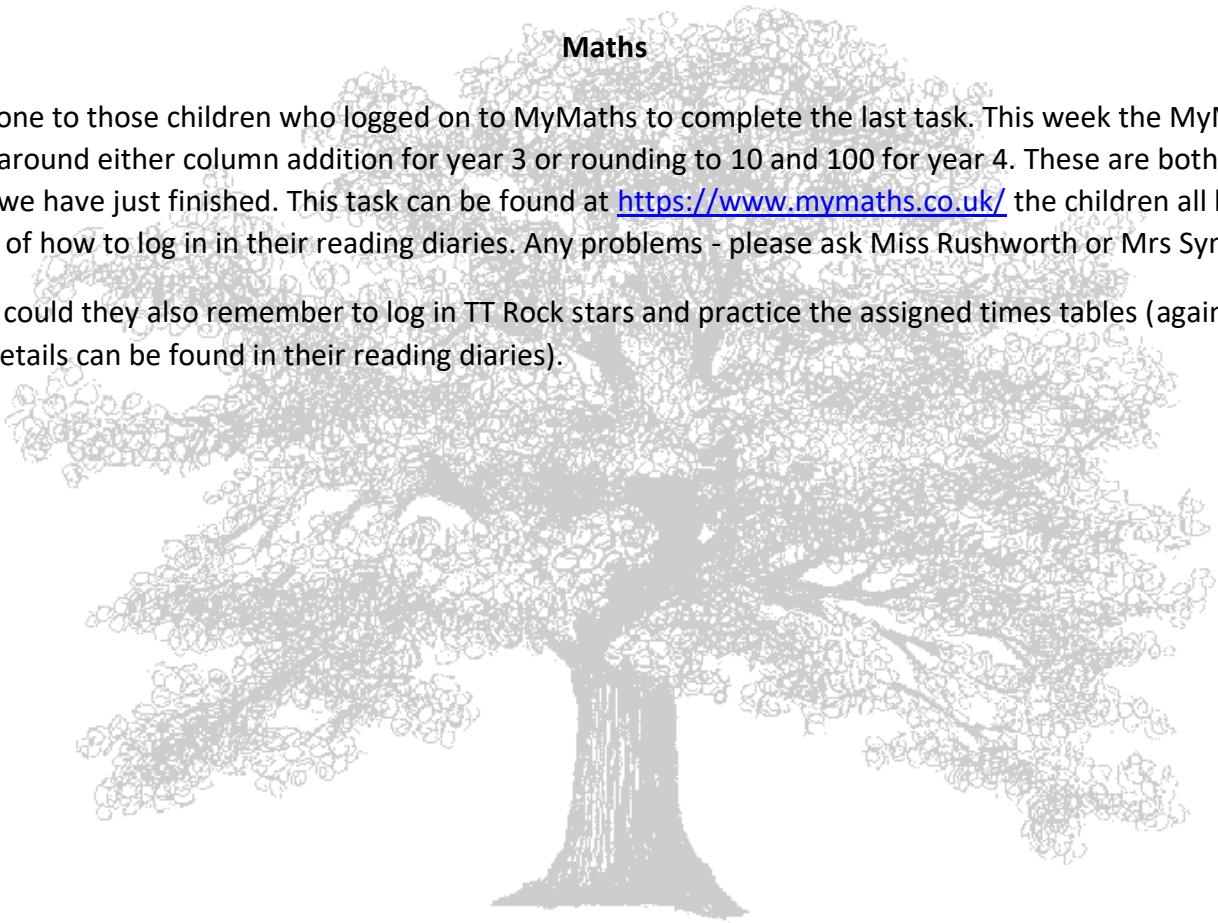 Maths
one to those children who logged on to MyMaths to complete the last task. This week the
around either column addition for year 3 or rounding to 10 and 100 for year 4. These are both
we have just finished. This task can be found at https://www.mymaths.co.uk/ the children all
of how to log in in their reading diaries. Any problems - please ask Miss Rushworth or Mrs
could they also remember to log in TT Rock stars and practice the assigned times tables (again
etails can be found in their reading diaries).